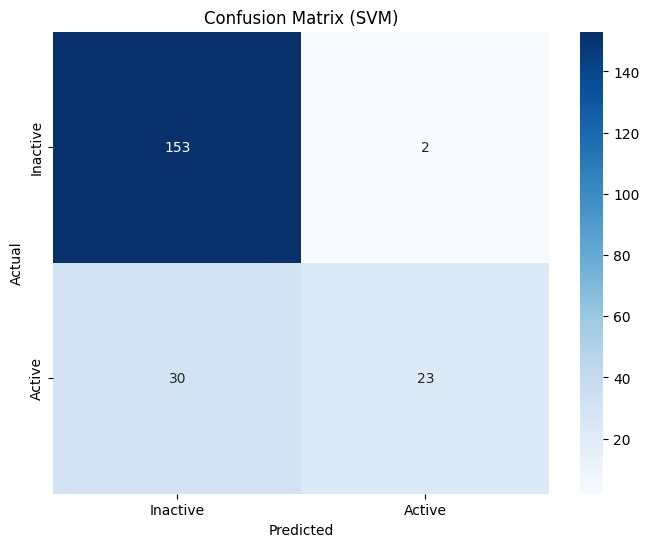 Confusion Matrix (SVM)
Inactive
153
2
Actual
Active
30
23
Inactive
Active
Predicted
140
120
100
80
60
40
20